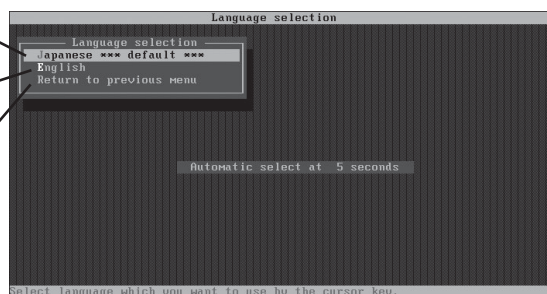 Language selection
Language selection
Japanese *** default ***
English
Return to previous menu
Automatic select at 5 seconds
Select language which you want to use by the cursor key.